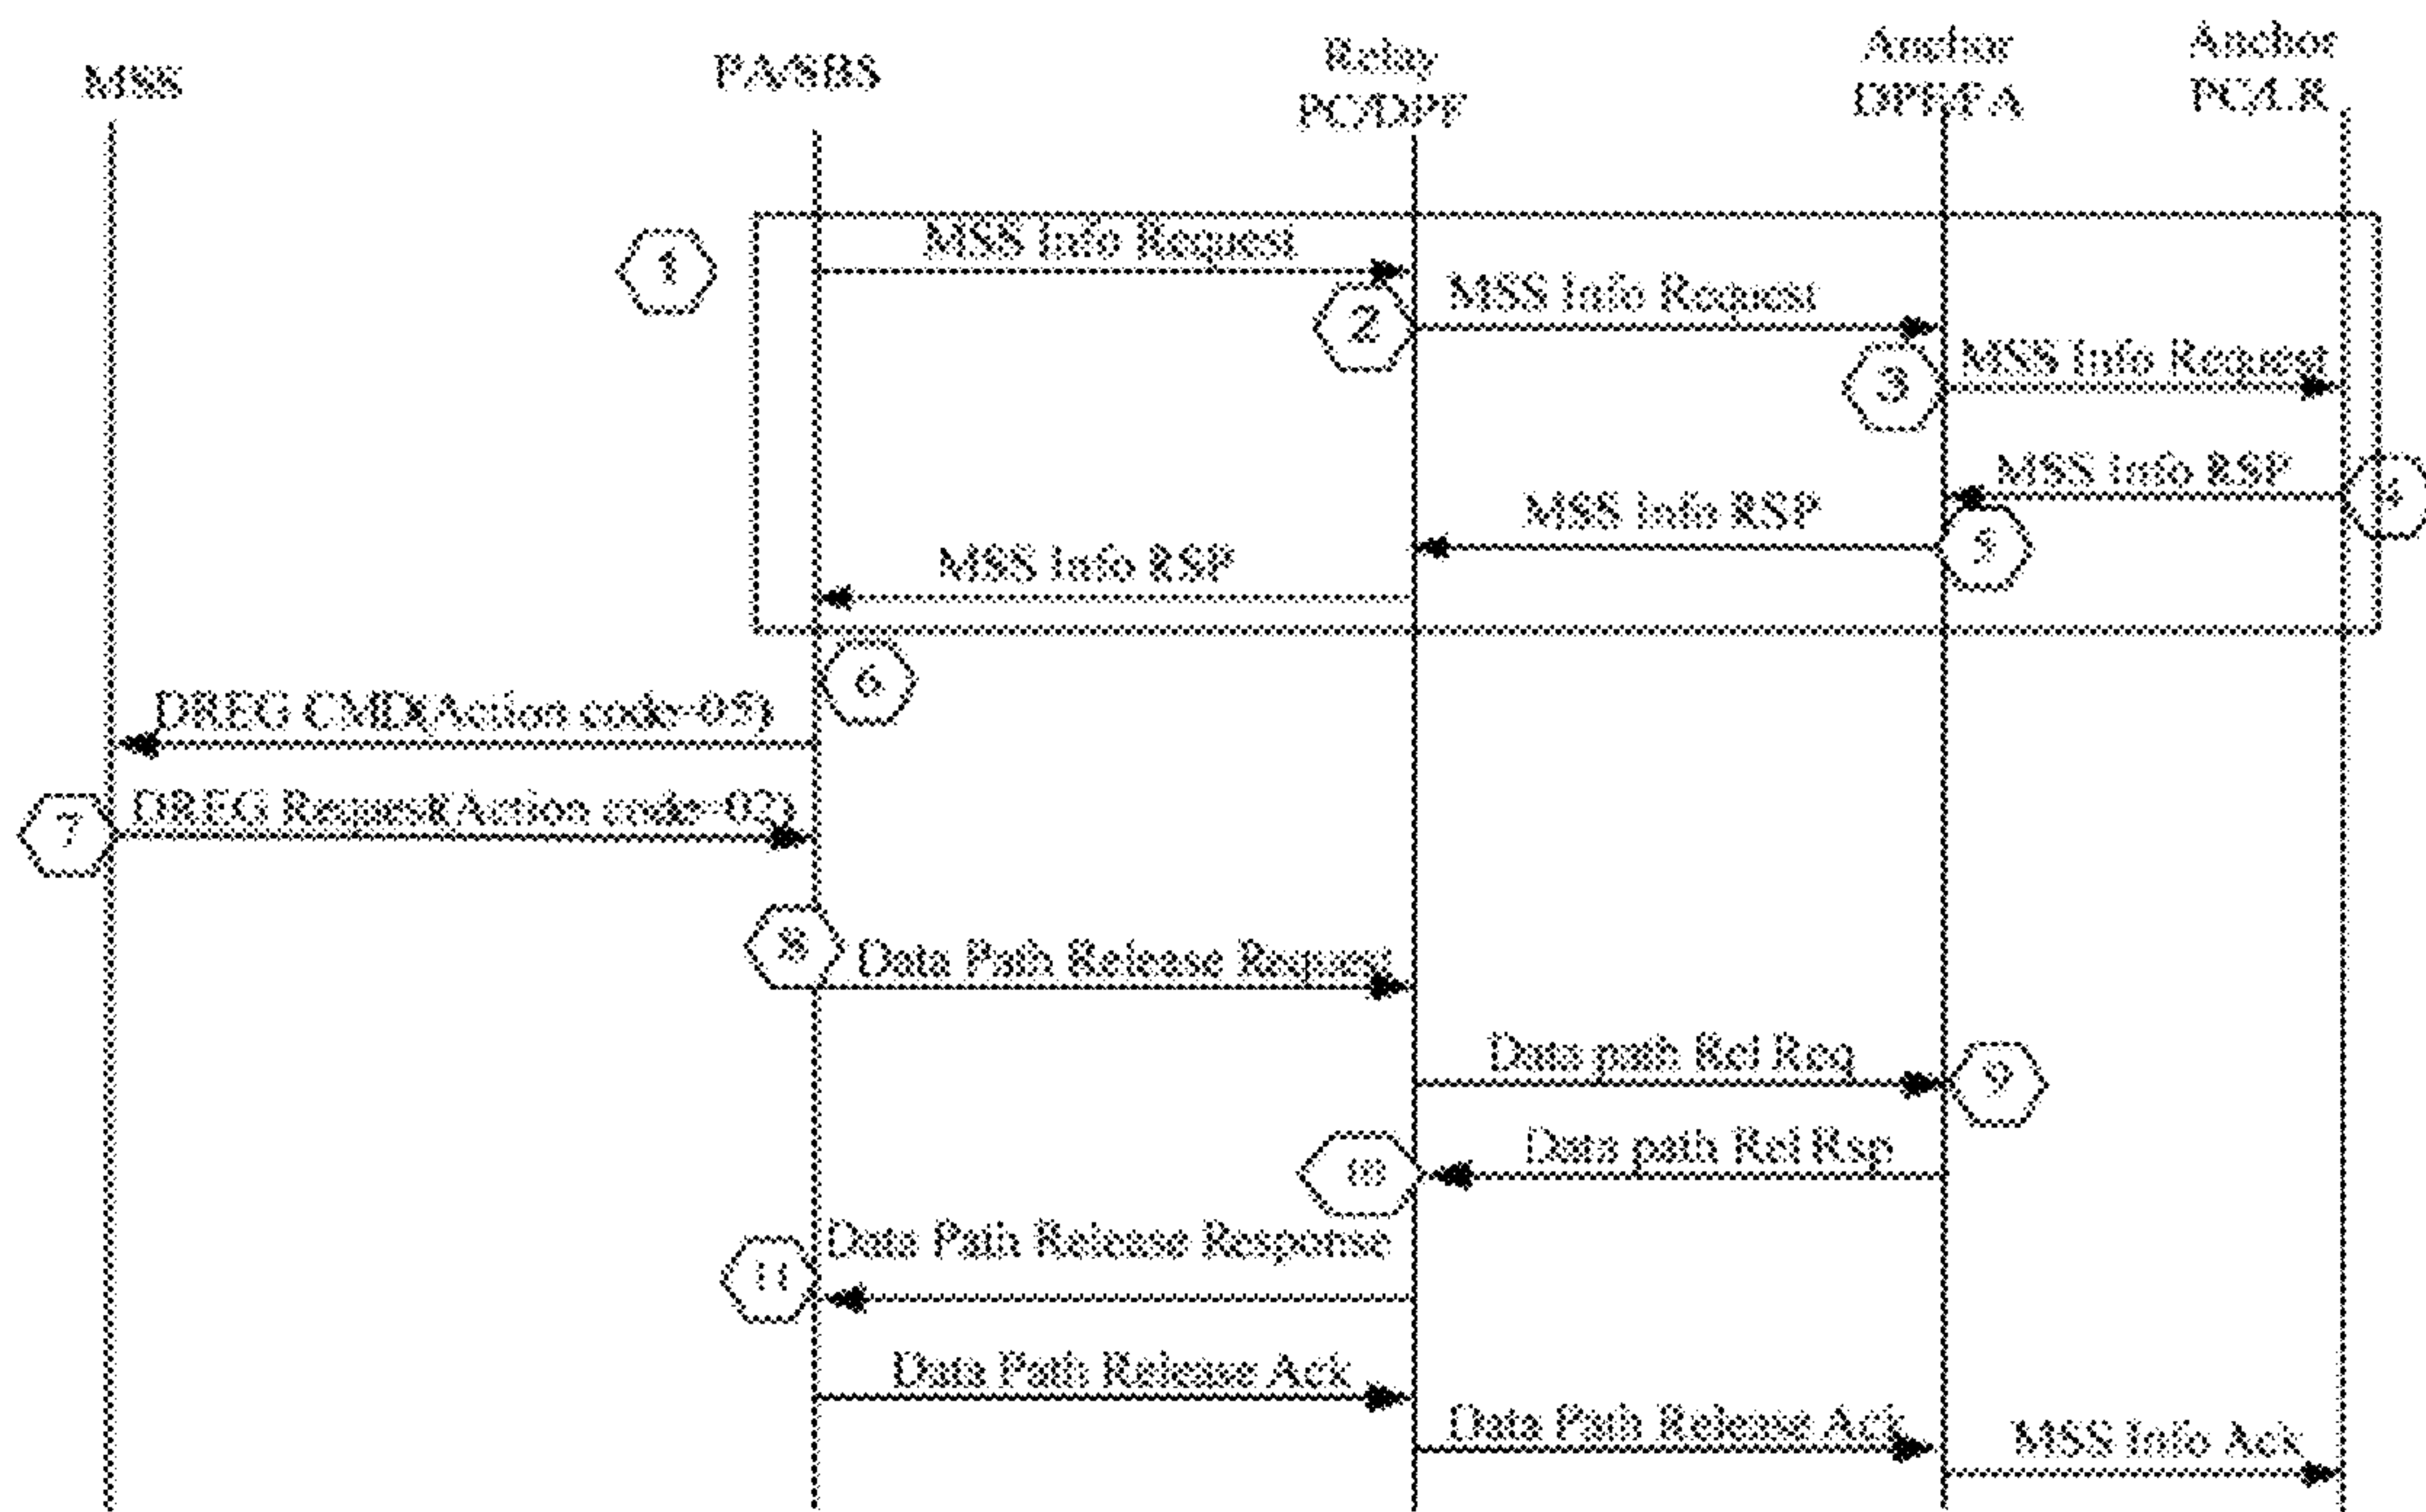 MSS
PA/SBS
Relay
PC/DPF
Anchor
DPF/FA
Anchor
PC/LR
1
MSS Info Request
2
MSS Info Request
3
MSS Info Request
MSS Info RSP
4
MSS Info RSP
5
MSS Info RSP
6
DREG CMD(Action code=05)
7
DREG Request(Action code=02)
8
Data Path Release Request
Data path Rel Req
9
Data path Rel Rsp
10
Data Path Release Response
11
Data Path Release Ack
Data Path Release Ack
MSS Info Ack